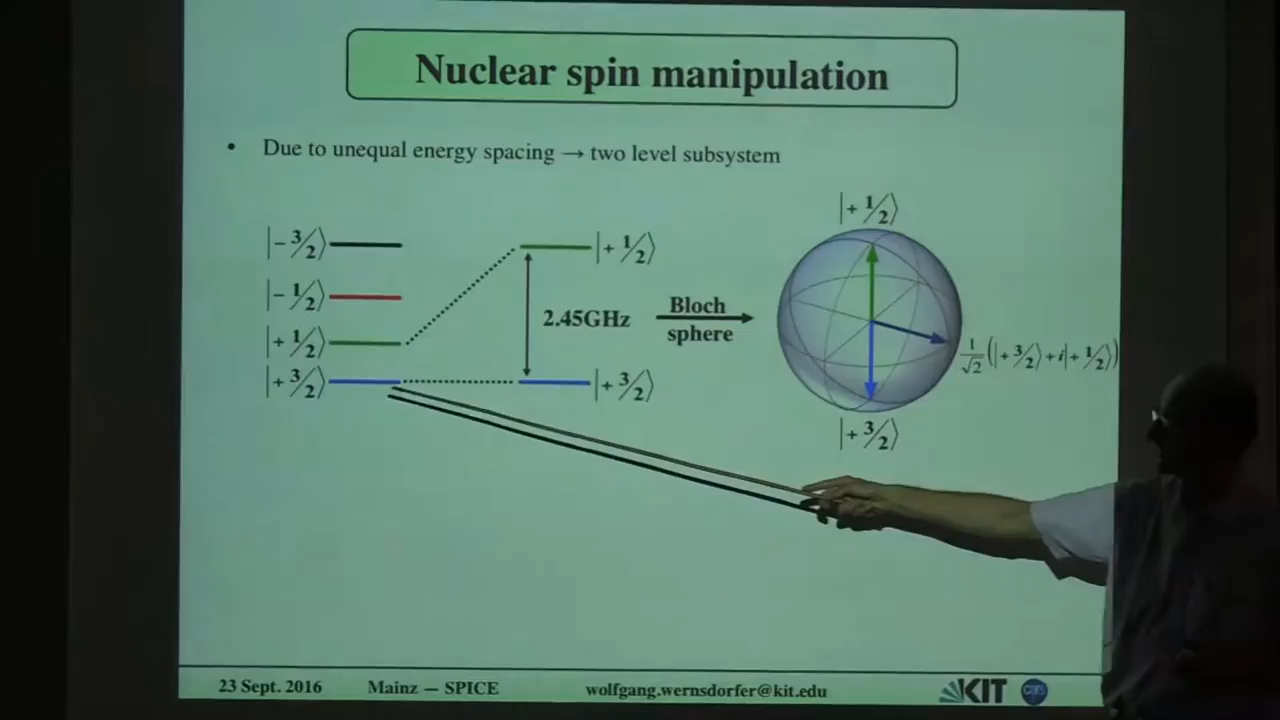 Nuclear spin manipulation
• Due to unequal energy spacing → two level subsystem
|+ 1/2⟩
|− 3/2⟩
|+ 1/2⟩
|− 1/2⟩
2.45GHz
Bloch
sphere
|+ 1/2⟩
1/√2 (|+ 3/2⟩ + i|+ 1/2⟩)
|+ 3/2⟩
|+ 3/2⟩
|+ 3/2⟩
23 Sept. 2016 Mainz – SPICE wolfgang.wernsdorfer@kit.edu KIT